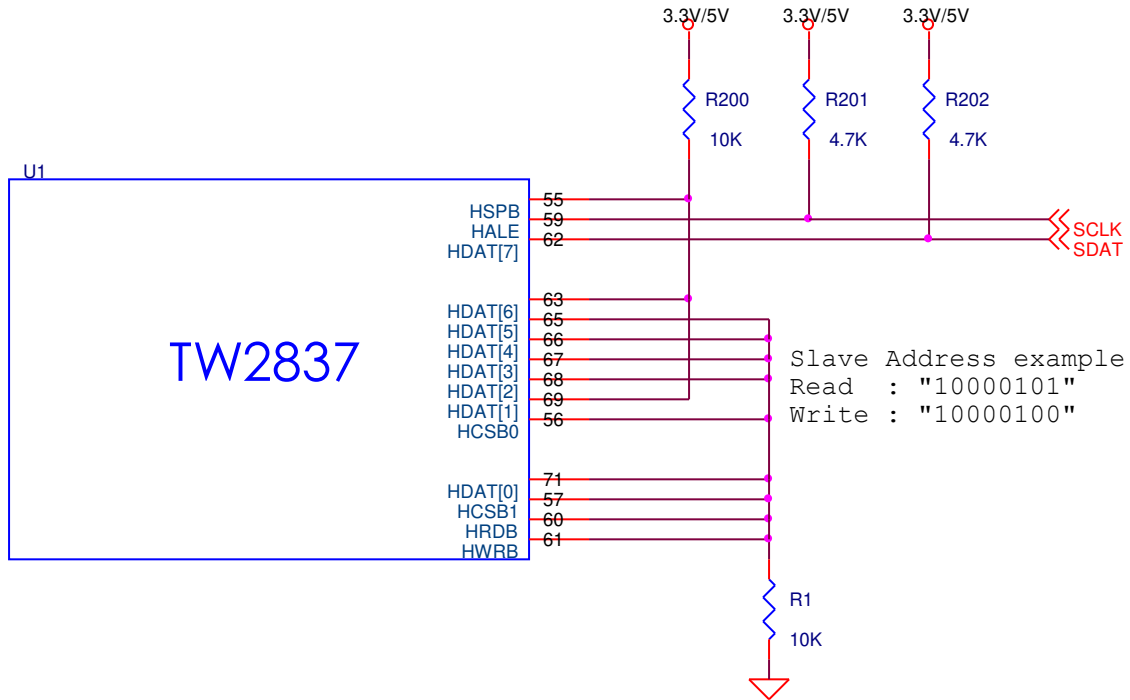 3.3V/5V 3.3V/5V 3.3V/5V
R200 R201 R202
10K 4.7K 4.7K
U1
55
HSPB 59
HALE 62
HDAT[7]
63
HDAT[6] 65
HDAT[5] 66
HDAT[4] 67
HDAT[3] 68
HDAT[2] 69
HDAT[1] 56
HCSB0
71
HDAT[0] 57
HCSB1 60
HRDB 61
HWRB
TW2837
SCLK
SDAT
Slave Address example
Read : "10000101"
Write : "10000100"
R1
10K